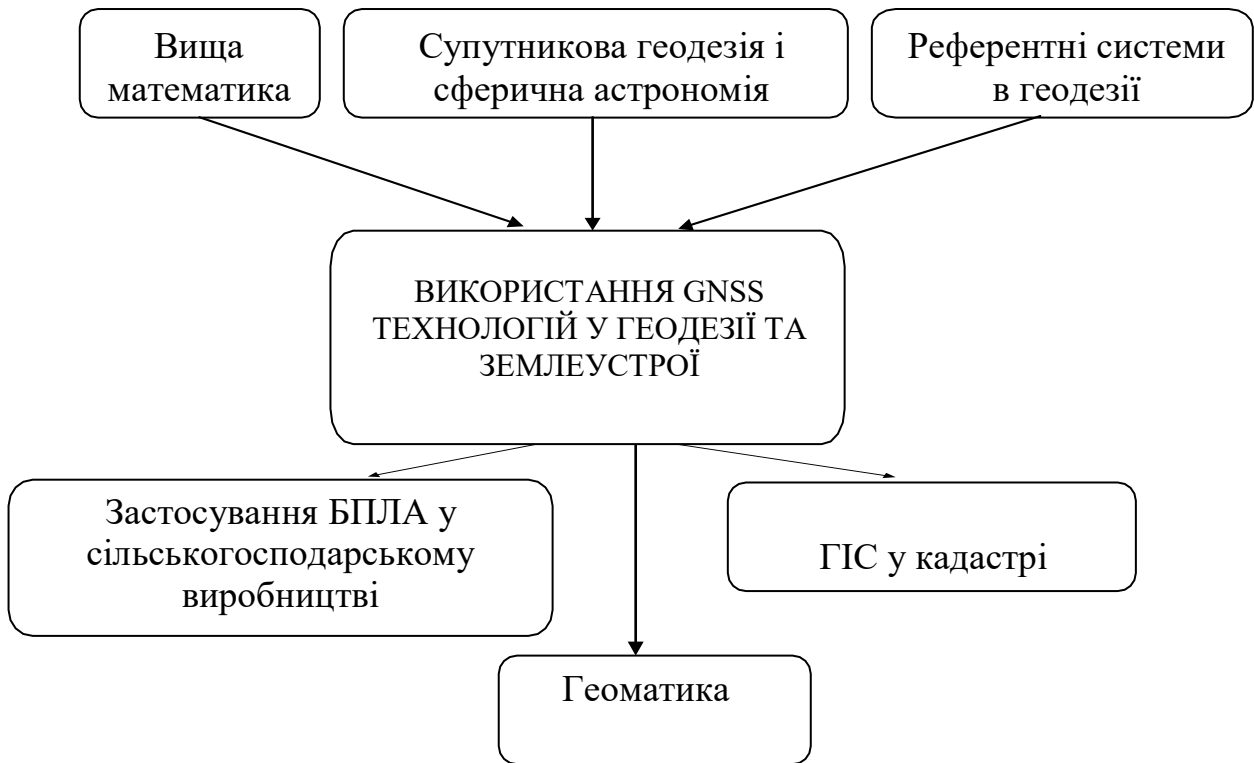 Вища
математика
Супутникова геодезія і
сферична астрономія
Референтні системи
в геодезії
ВИКОРИСТАННЯ GNSS
ТЕХНОЛОГІЙ У ГЕОДЕЗІЇ ТА
ЗЕМЛЕУСТРОЇ
Застосування БПЛА у
сільськогосподарському
виробництві
ГІС у кадастрі
Геоматика